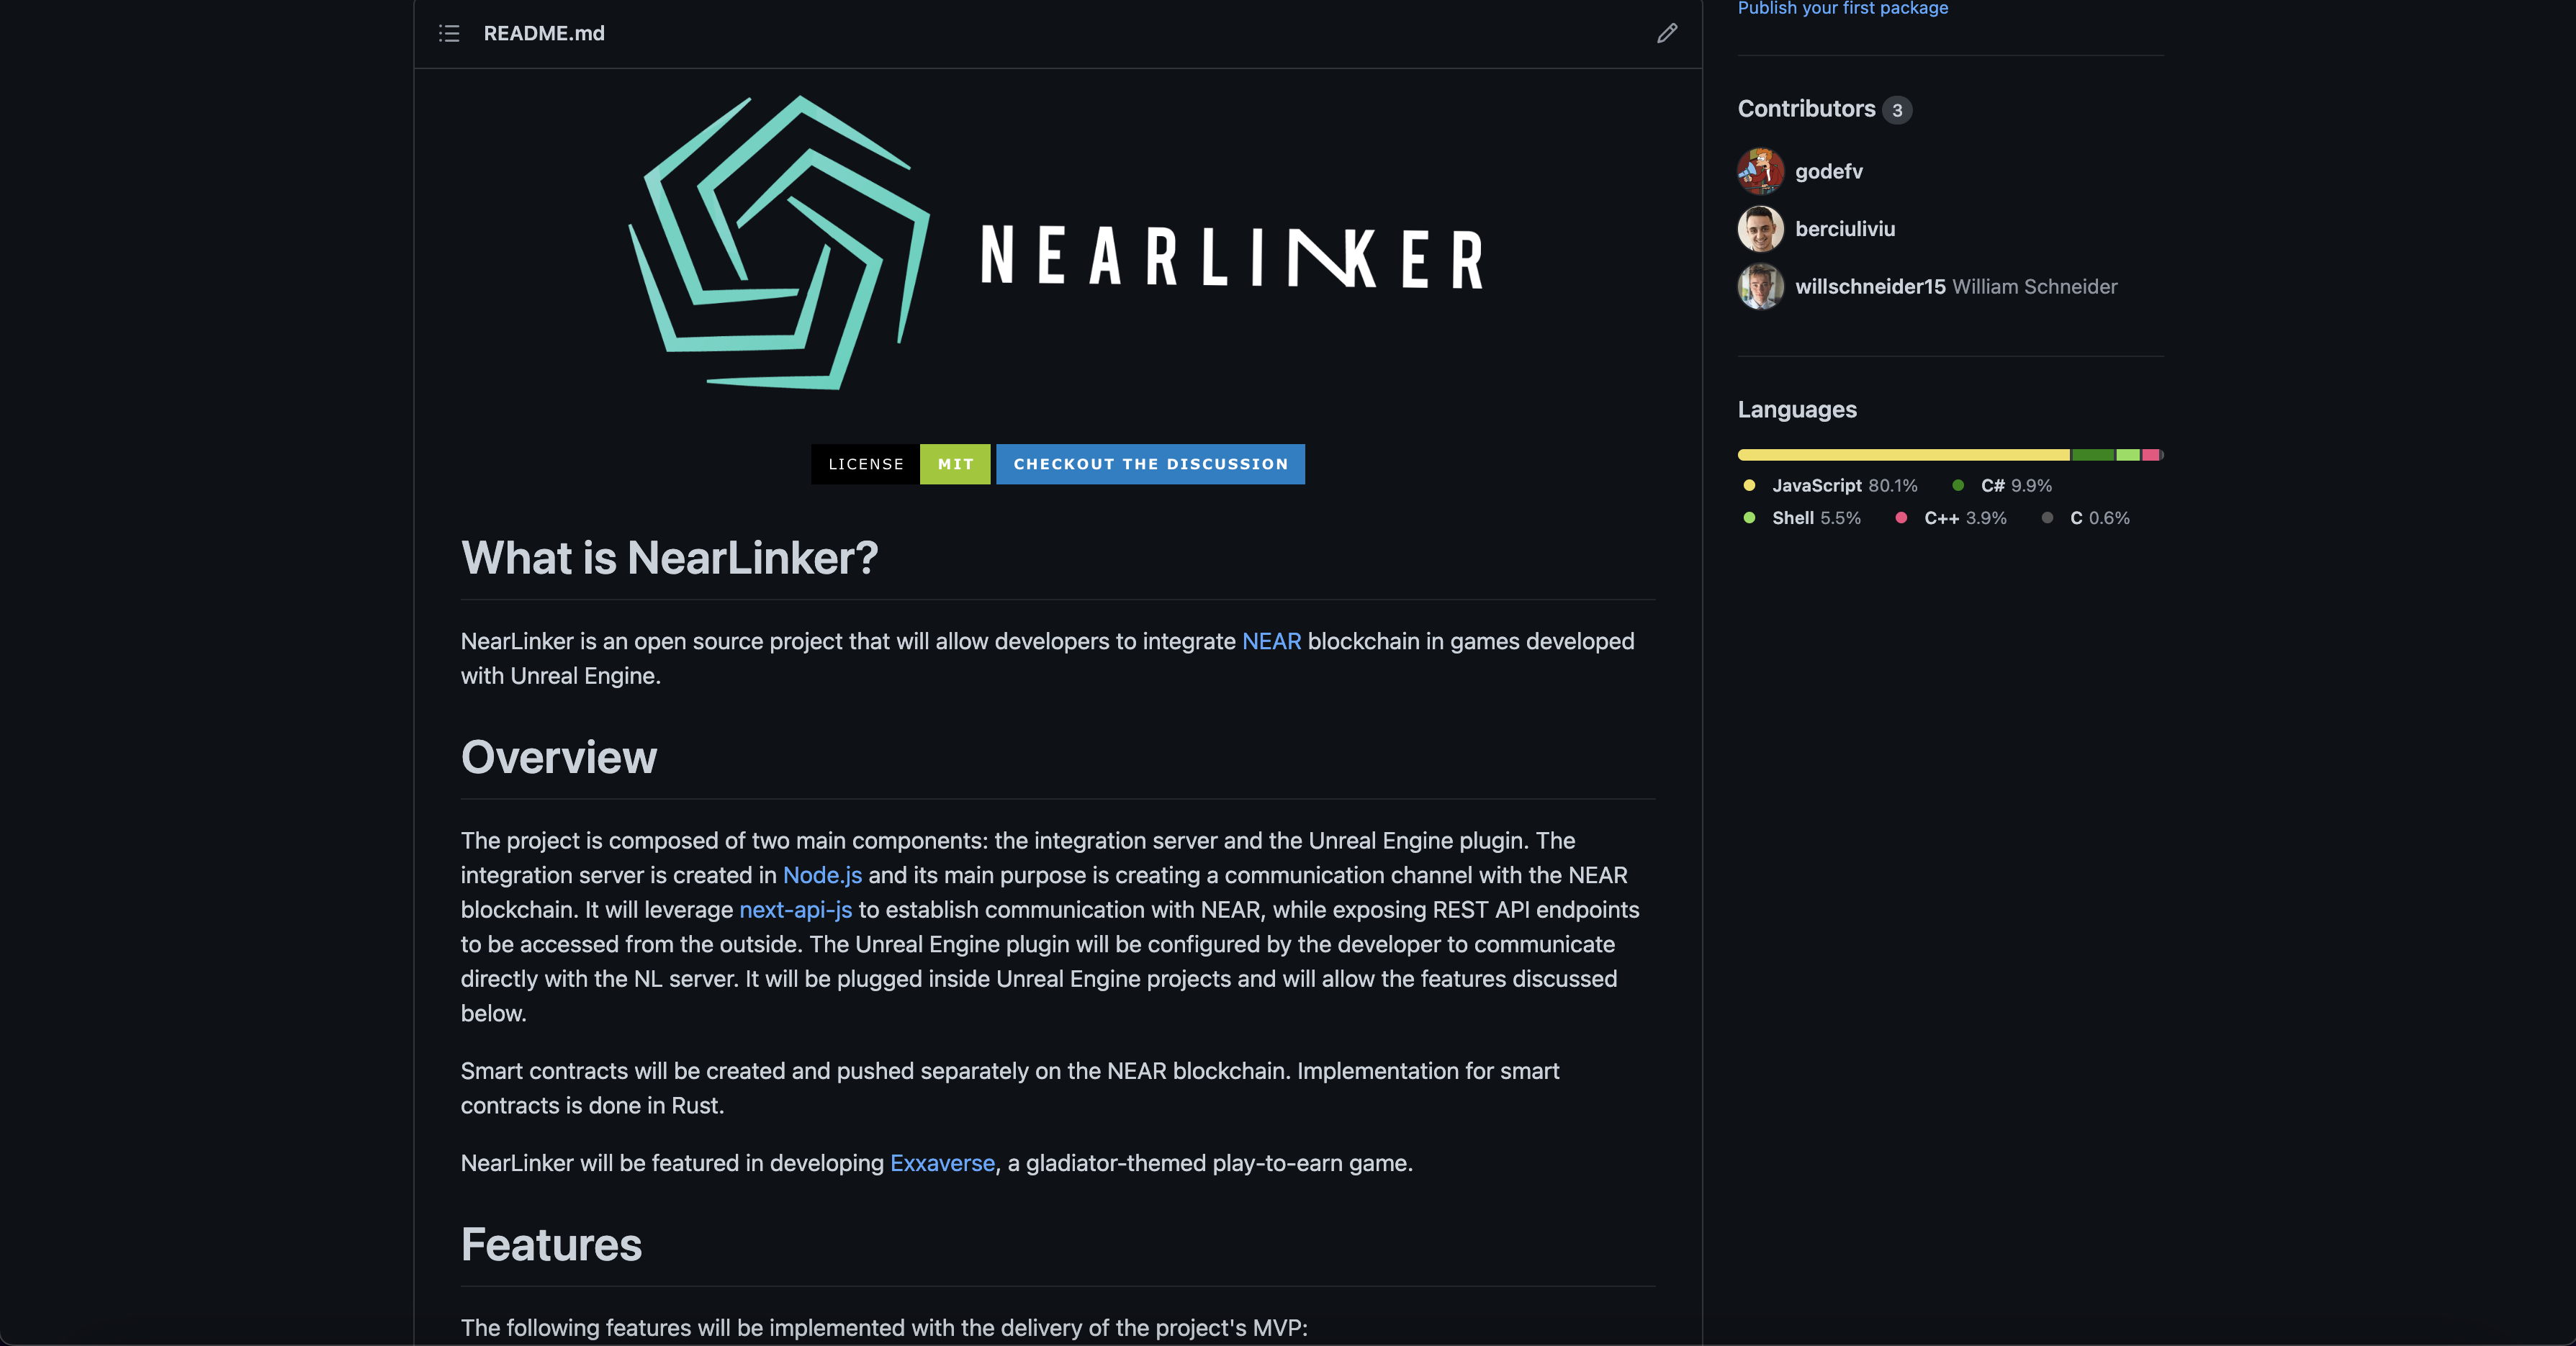 README.md
NEARLINKER
LICENSE MIT CHECKOUT THE DISCUSSION
What is NearLinker?
NearLinker is an open source project that will allow developers to integrate NEAR blockchain in games developed
with Unreal Engine.
Overview
The project is composed of two main components: the integration server and the Unreal Engine plugin. The
integration server is created in Node.js and its main purpose is creating a communication channel with the NEAR
blockchain. It will leverage next-api-js to establish communication with NEAR, while exposing REST API endpoints
to be accessed from the outside. The Unreal Engine plugin will be configured by the developer to communicate
directly with the NL server. It will be plugged inside Unreal Engine projects and will allow the features discussed
below.
Smart contracts will be created and pushed separately on the NEAR blockchain. Implementation for smart
contracts is done in Rust.
NearLinker will be featured in developing Exxaverse, a gladiator-themed play-to-earn game.
Features
The following features will be implemented with the delivery of the project's MVP:
Publish your first package
Contributors 3
godefv
berciuliviu
willschneider15 William Schneider
Languages
JavaScript 80.1% C# 9.9%
Shell 5.5% C++ 3.9% C 0.6%